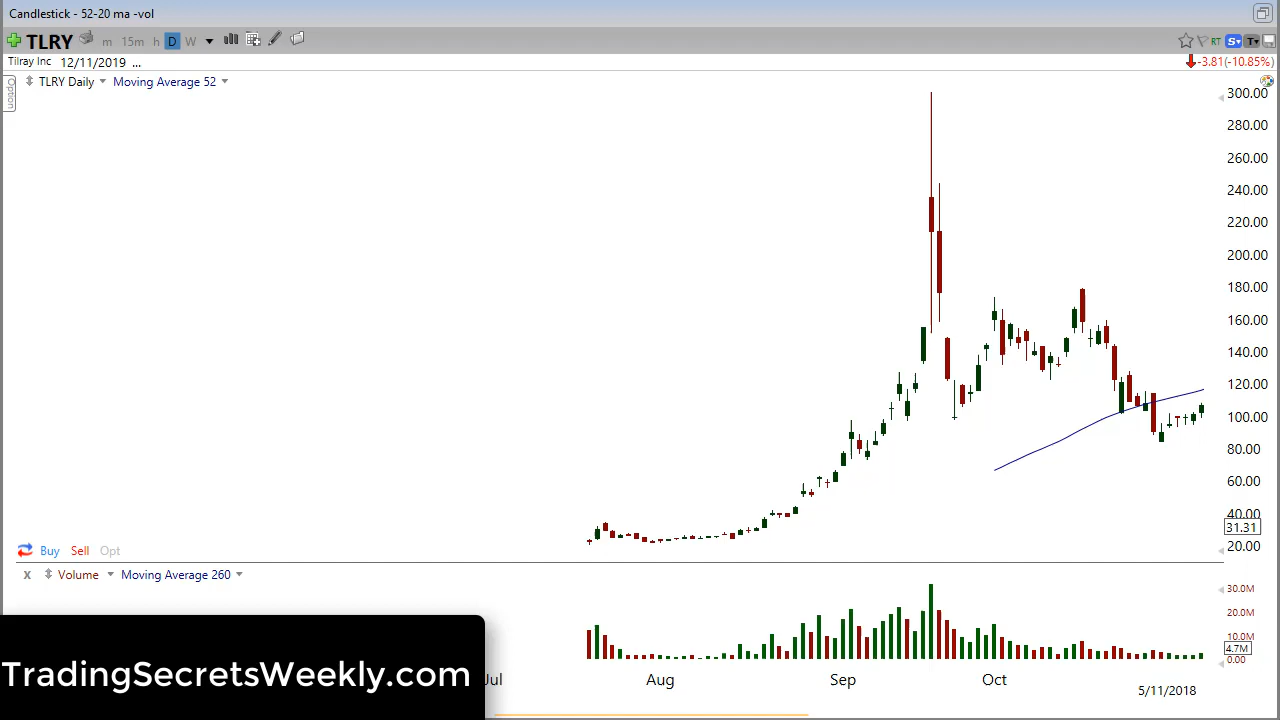 Candlestick - 52-20 ma -vol
TLRY m 15m h D W RT S T
Tilray Inc 12/11/2019 ... -3.81(-10.85%)
Option
TLRY Daily Moving Average 52
300.00
280.00
260.00
240.00
220.00
200.00
180.00
160.00
140.00
120.00
100.00
80.00
60.00
40.00
31.31
20.00
Buy Sell Opt
X Volume Moving Average 260
30.0M
20.0M
10.0M
4.7M
0.00
TradingSecretsWeekly.com
Jul Aug Sep Oct
5/11/2018